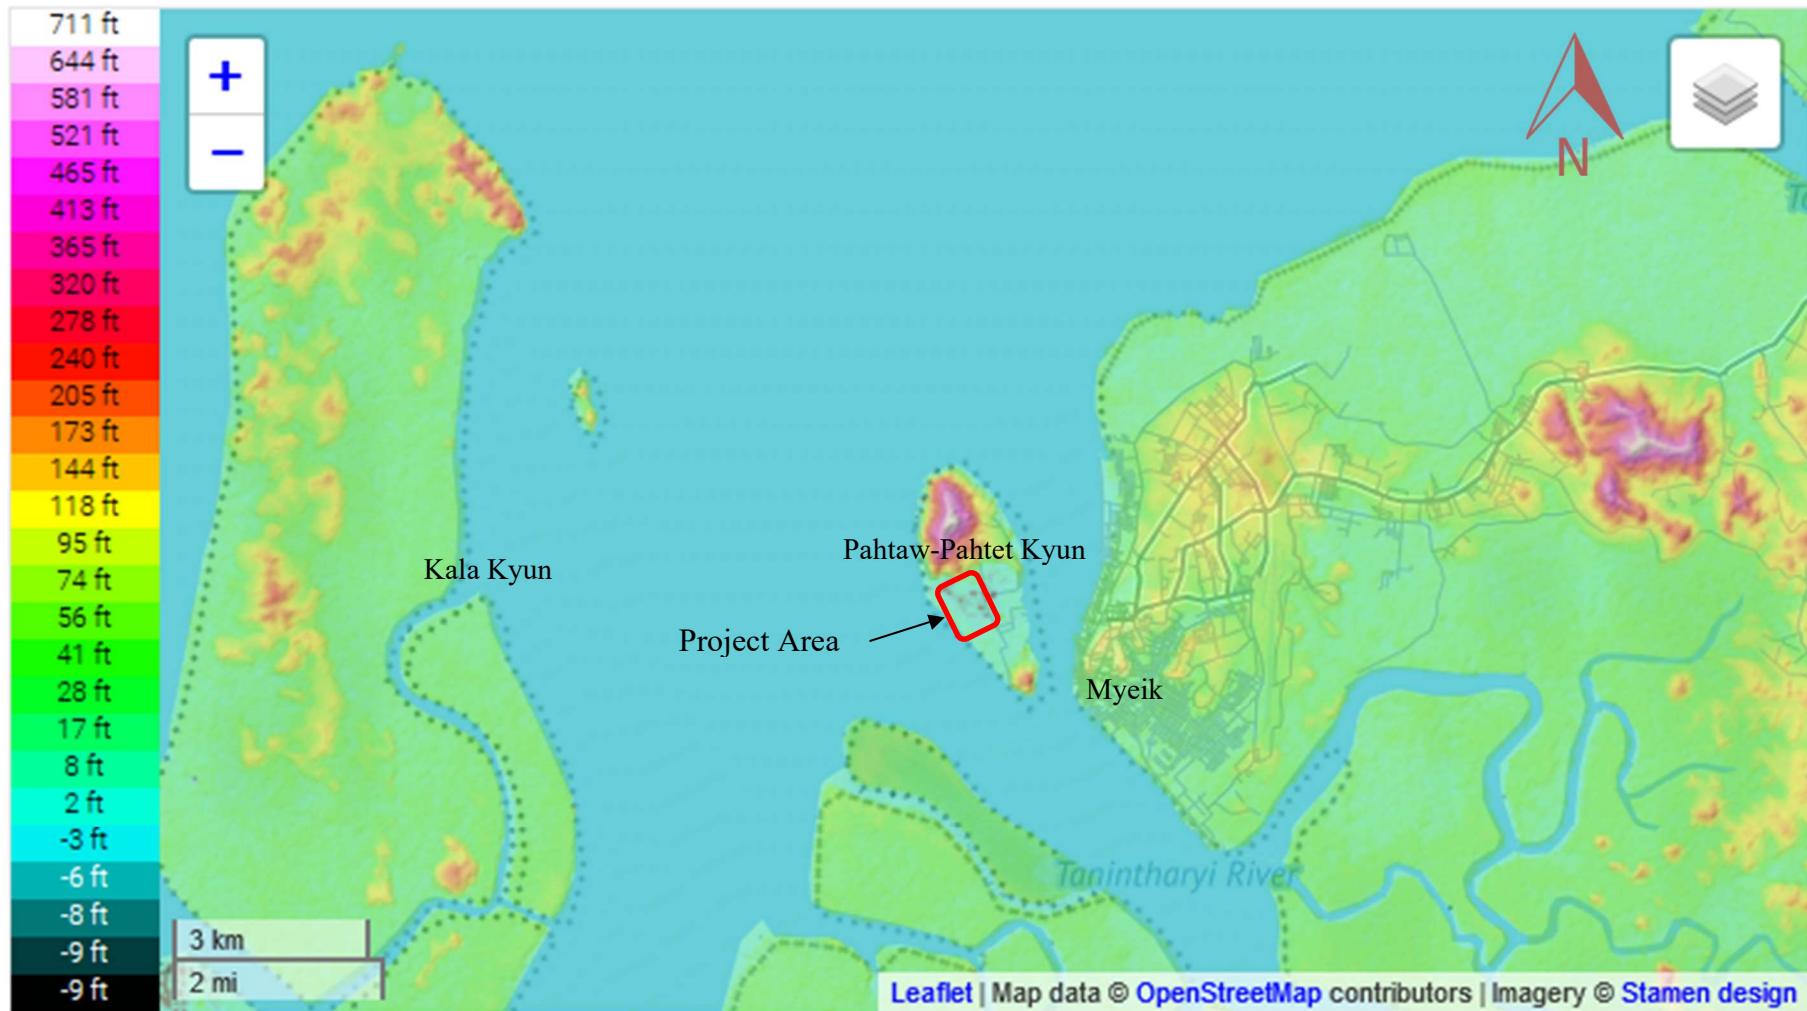 711 ft
644 ft
581 ft
521 ft
465 ft
413 ft
365 ft
320 ft
278 ft
240 ft
205 ft
173 ft
144 ft
118 ft
95 ft
74 ft
56 ft
41 ft
28 ft
17 ft
8 ft
2 ft
-3 ft
-6 ft
-8 ft
-9 ft
-9 ft
+
−
N
Pahtaw-Pahtet Kyun
Kala Kyun
Project Area
Myeik
Tanintharyi River
3 km
2 mi
Leaflet | Map data © OpenStreetMap contributors | Imagery © Stamen design